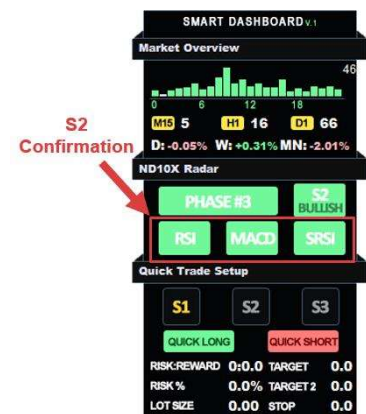 SMART DASHBOARD V.1
Market Overview
46
0 6 12 18
M15 5 H1 16 D1 66
D: -0.05% W: +0.31% MN: -2.01%
S2
Confirmation
ND10X Radar
PHASE #3 S2
BULLISH
RSI MACD SRSI
Quick Trade Setup
S1 S2 S3
QUICK LONG QUICK SHORT
RISK:REWARD 0:0.0 TARGET 0.0
RISK % 0.0% TARGET 2 0.0
LOT SIZE 0.00 STOP 0.0